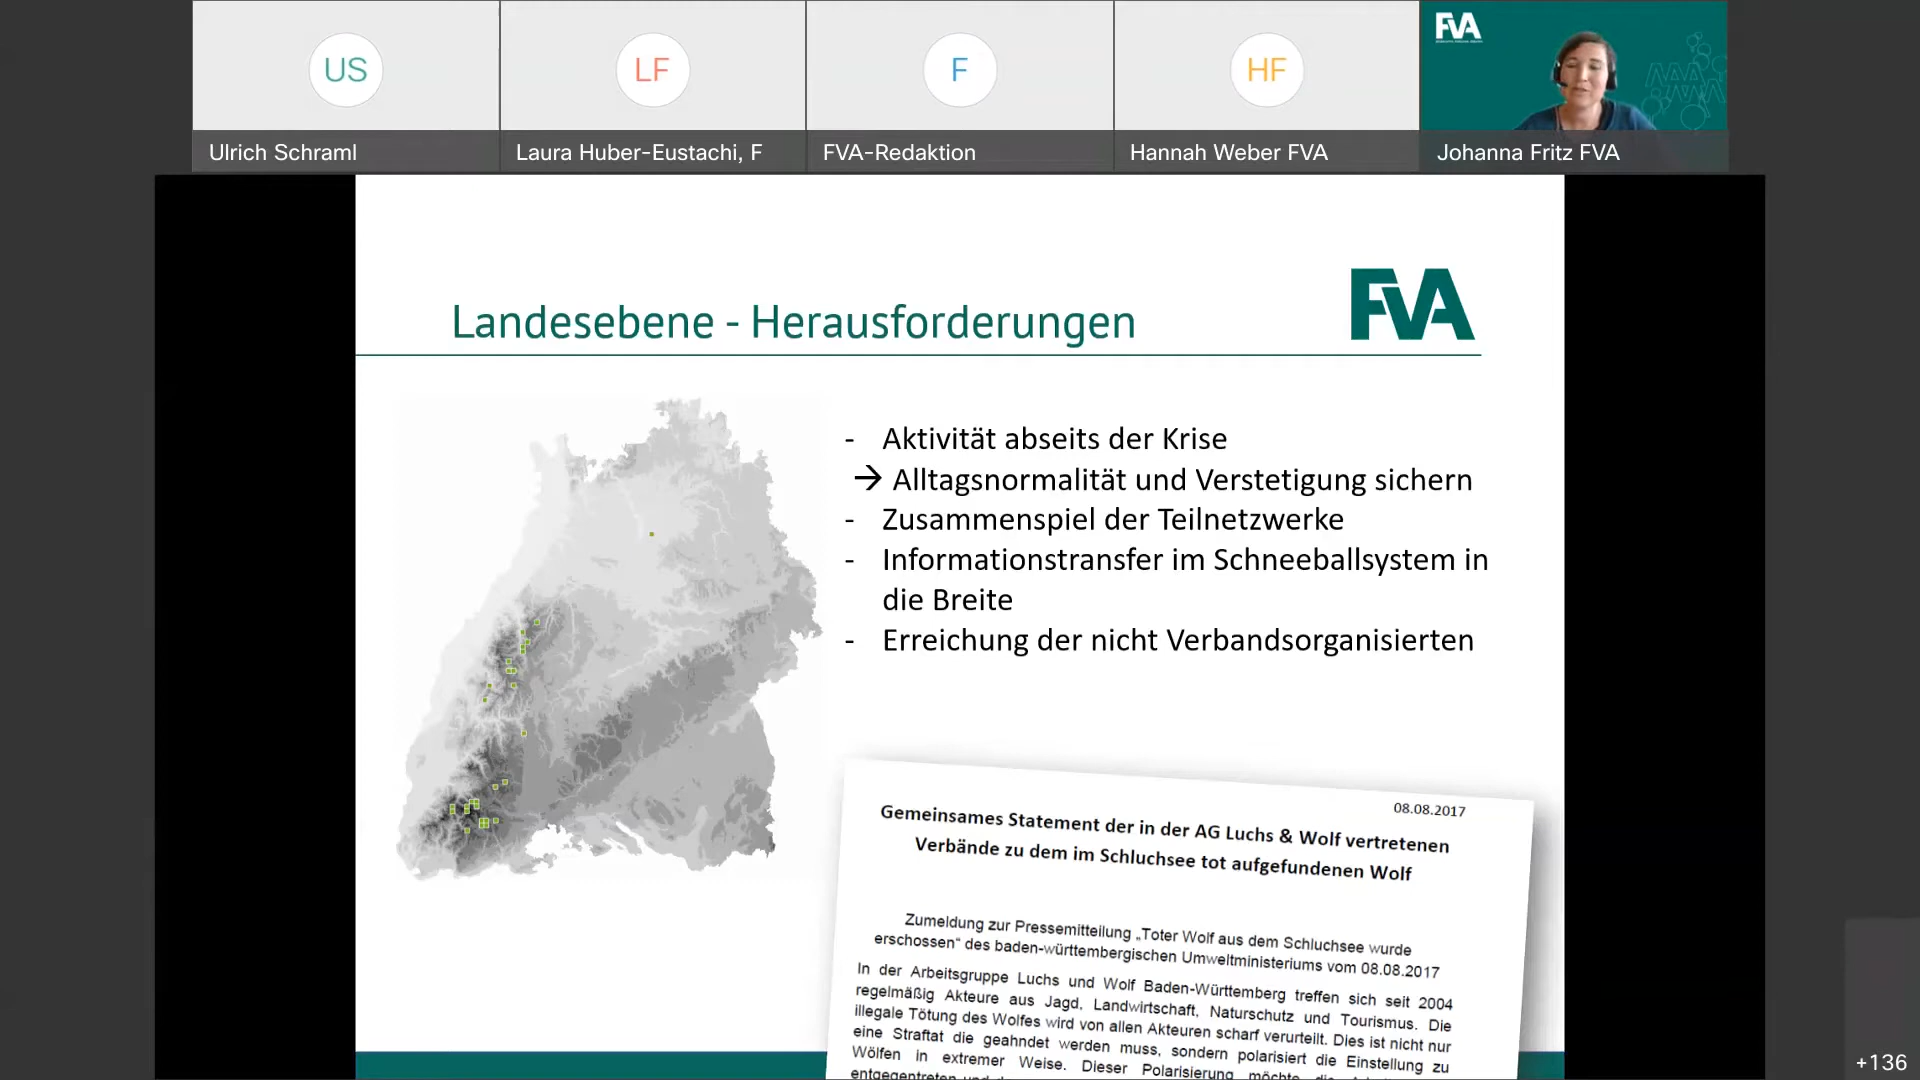 US
LF
F
HF
FVA
Ulrich Schraml
Laura Huber-Eustachi, F
FVA-Redaktion
Hannah Weber FVA
Johanna Fritz FVA
FVA
Landesebene - Herausforderungen
- Aktivität abseits der Krise
→ Alltagsnormalität und Verstetigung sichern
- Zusammenspiel der Teilnetzwerke
- Informationstransfer im Schneeballsystem in
die Breite
- Erreichung der nicht Verbandsorganisierten
08.08.2017
Gemeinsames Statement der in der AG Luchs & Wolf vertretenen
Verbände zu dem im Schluchsee tot aufgefundenen Wolf
Zumeldung zur Pressemitteilung „Toter Wolf aus dem Schluchsee wurde
erschossen“ des baden-württembergischen Umweltministeriums vom 08.08.2017
In der Arbeitsgruppe Luchs und Wolf Baden-Württemberg treffen sich seit 2004
regelmäßig Akteure aus Jagd, Landwirtschaft, Naturschutz und Tourismus. Die
illegale Tötung des Wolfes wird von allen Akteuren scharf verurteilt. Dies ist nicht nur
eine Straftat die geahndet werden muss, sondern polarisiert die Einstellung zu
Wölfen in extremer Weise. Dieser Polarisierung möchte die
entgegentreten und
+136